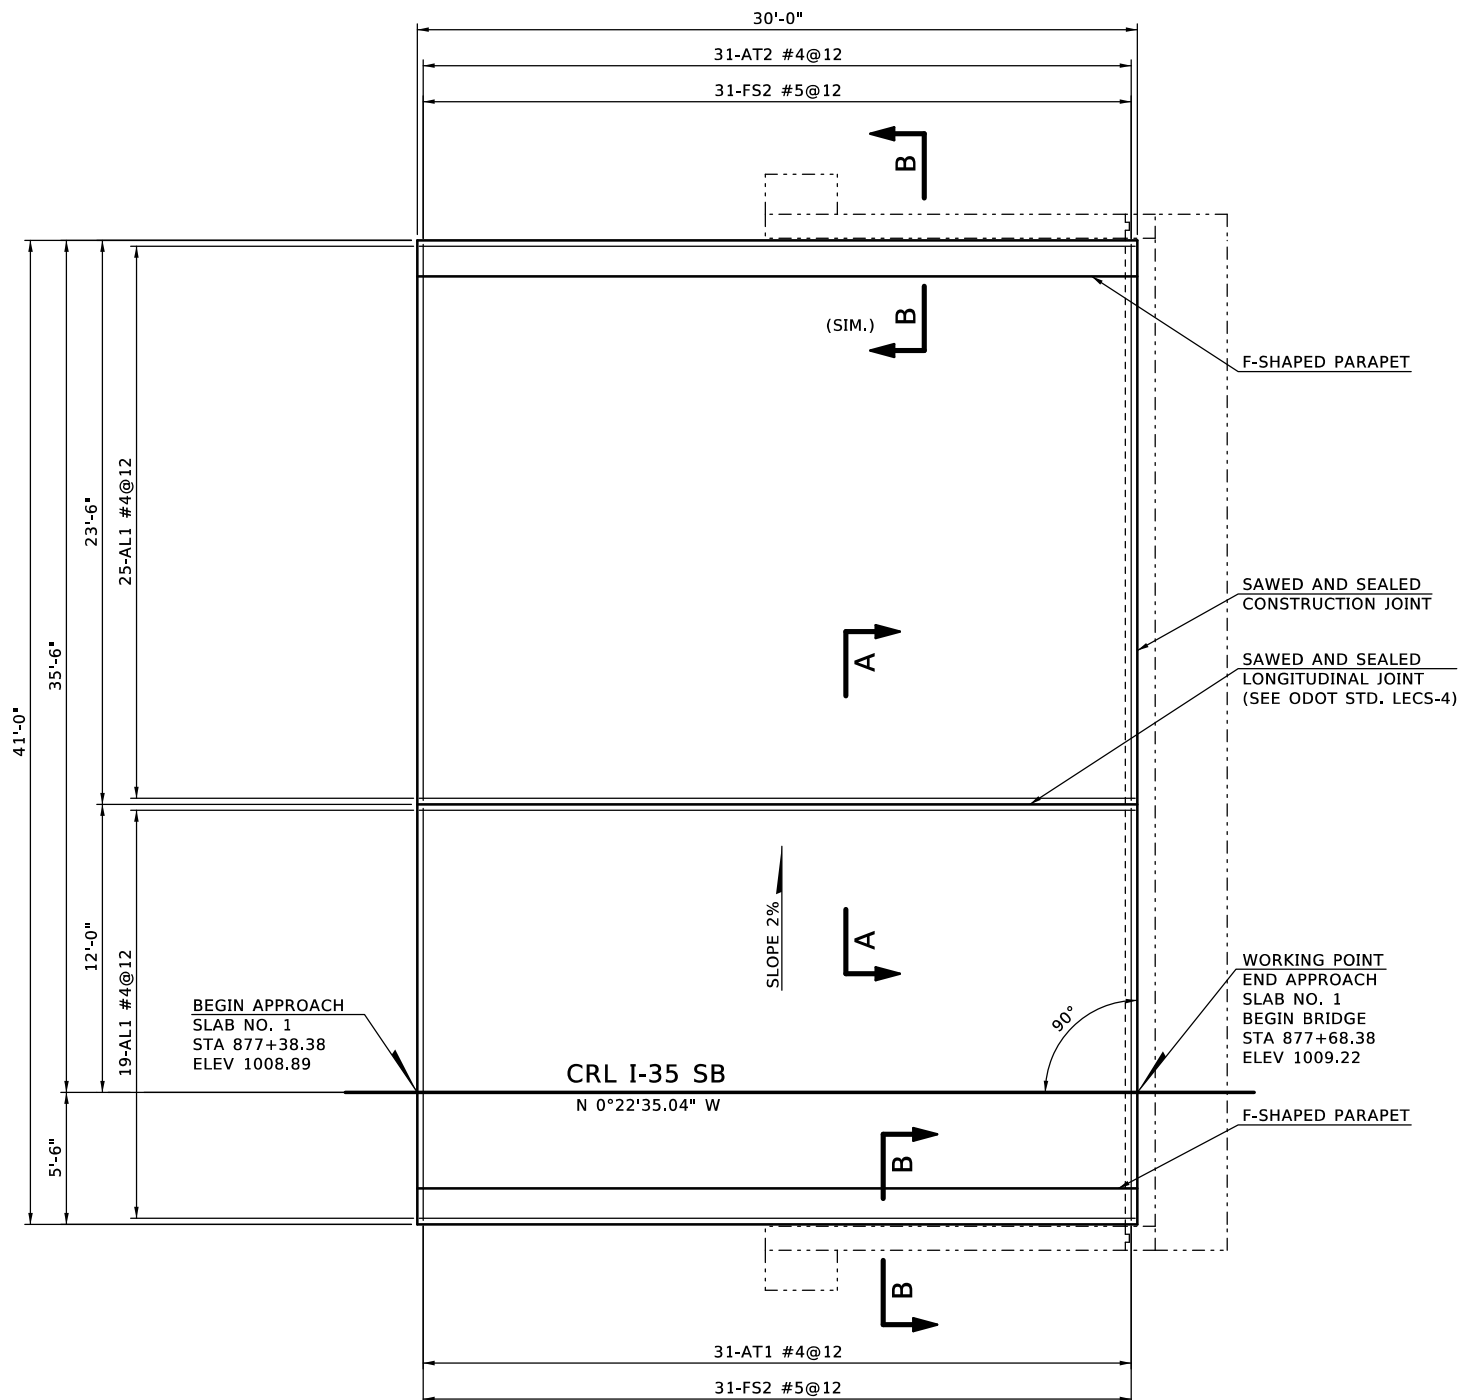 30'-0"
31-AT2 #4@12
31-FS2 #5@12
B
B
(SIM.)
F-SHAPED PARAPET
25-AL1 #4@12
23'-6"
35'-6"
41'-0"
SAWED AND SEALED
CONSTRUCTION JOINT
A
SAWED AND SEALED
LONGITUDINAL JOINT
(SEE ODOT STD. LECS-4)
SLOPE 2%
A
12'-0"
19-AL1 #4@12
BEGIN APPROACH
SLAB NO. 1
STA 877+38.38
ELEV 1008.89
90°
WORKING POINT
END APPROACH
SLAB NO. 1
BEGIN BRIDGE
STA 877+68.38
ELEV 1009.22
CRL I-35 SB
N 0°22'35.04" W
F-SHAPED PARAPET
5'-6"
B
B
31-AT1 #4@12
31-FS2 #5@12